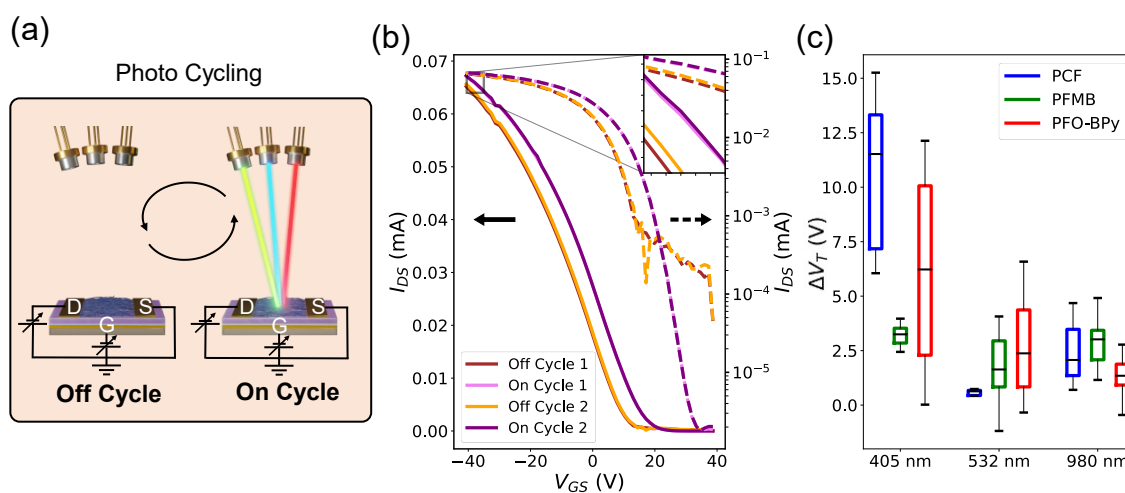 (a)
Photo Cycling
D
S
G
D
S
G
Off Cycle
On Cycle
(b)
0.07
0.06
0.05
0.04
0.03
0.02
0.01
0.00
I_DS (mA)
10⁻¹
10⁻²
10⁻³
10⁻⁴
10⁻⁵
I_DS (mA)
Off Cycle 1
On Cycle 1
Off Cycle 2
On Cycle 2
−40
−20
0
20
40
V_GS (V)
(c)
15.0
12.5
10.0
7.5
5.0
2.5
0.0
ΔV_T (V)
PCF
PFMB
PFO-BPy
405 nm
532 nm
980 nm